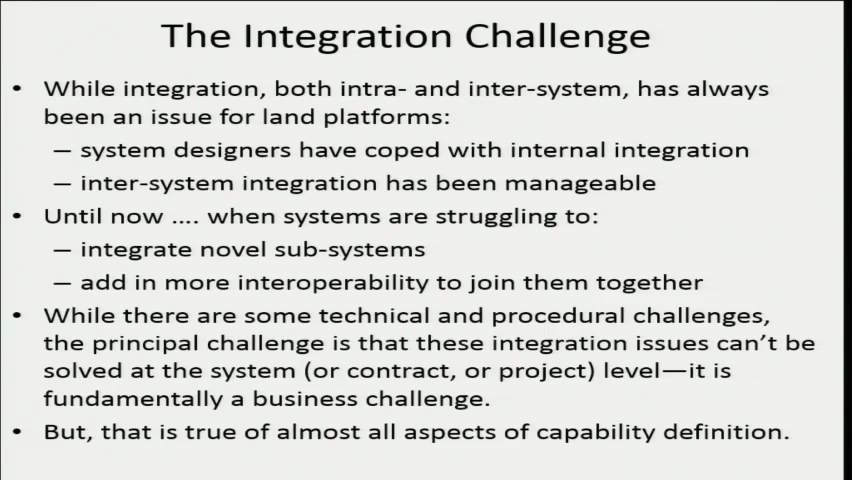 The Integration Challenge
• While integration, both intra- and inter-system, has always
been an issue for land platforms:
– system designers have coped with internal integration
– inter-system integration has been manageable
• Until now .... when systems are struggling to:
– integrate novel sub-systems
– add in more interoperability to join them together
• While there are some technical and procedural challenges,
the principal challenge is that these integration issues can't be
solved at the system (or contract, or project) level—it is
fundamentally a business challenge.
• But, that is true of almost all aspects of capability definition.